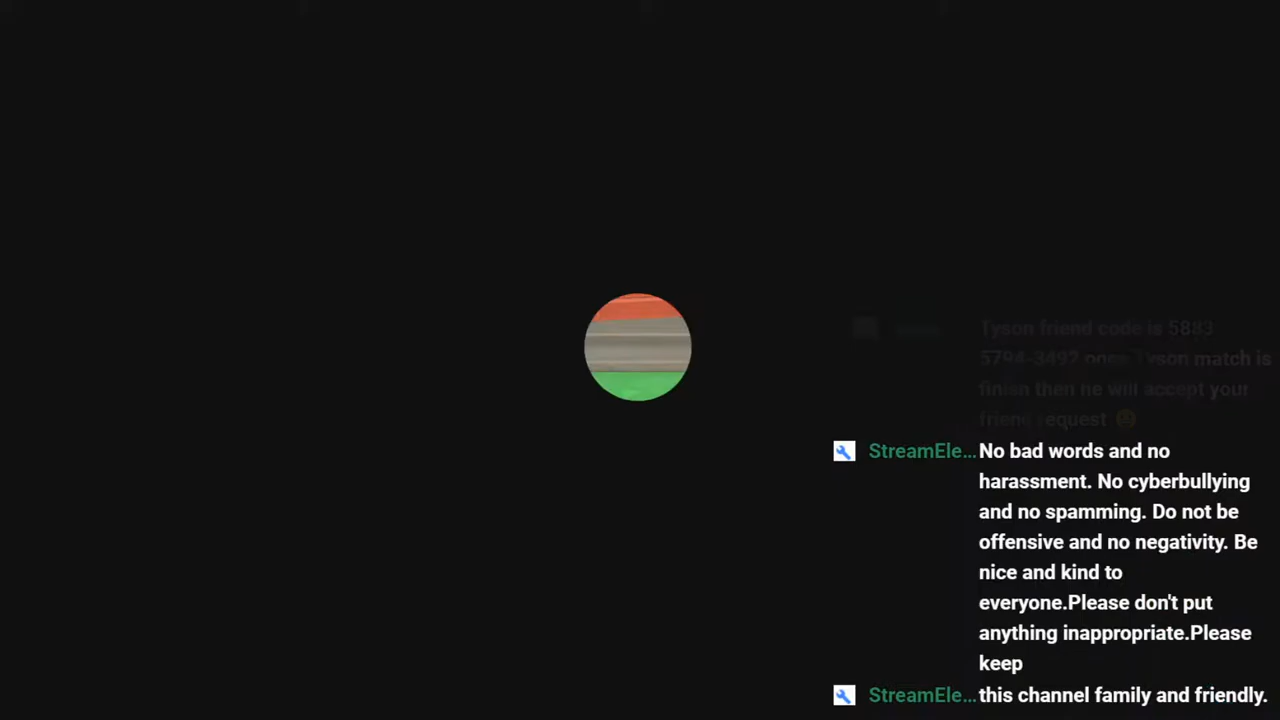 Tyson friend code is 5883
5794-3497 once Tyson match is
finish then he will accept your
friend request
StreamEle... No bad words and no
harassment. No cyberbullying
and no spamming. Do not be
offensive and no negativity. Be
nice and kind to
everyone.Please don't put
anything inappropriate.Please
keep
StreamEle... this channel family and friendly.